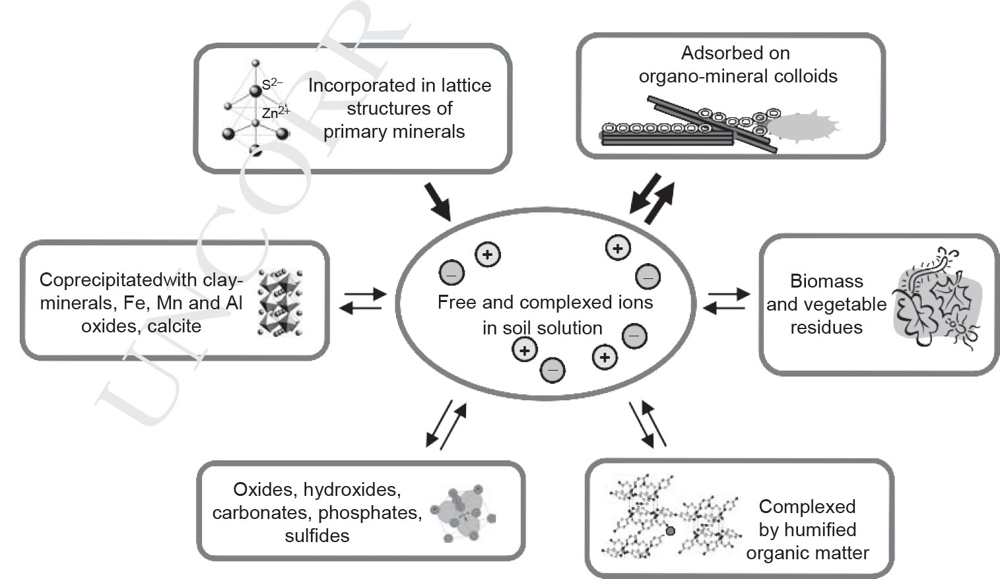 Incorporated in lattice
structures of
primary minerals
S2−
Zn2+
Adsorbed on
organo-mineral colloids
Coprecipitatedwith clay-
minerals, Fe, Mn and Al
oxides, calcite
Free and complexed ions
in soil solution
+
−
+
−
+
−
+
−
Biomass
and vegetable
residues
Oxides, hydroxides,
carbonates, phosphates,
sulfides
Complexed
by humified
organic matter
UNCORR